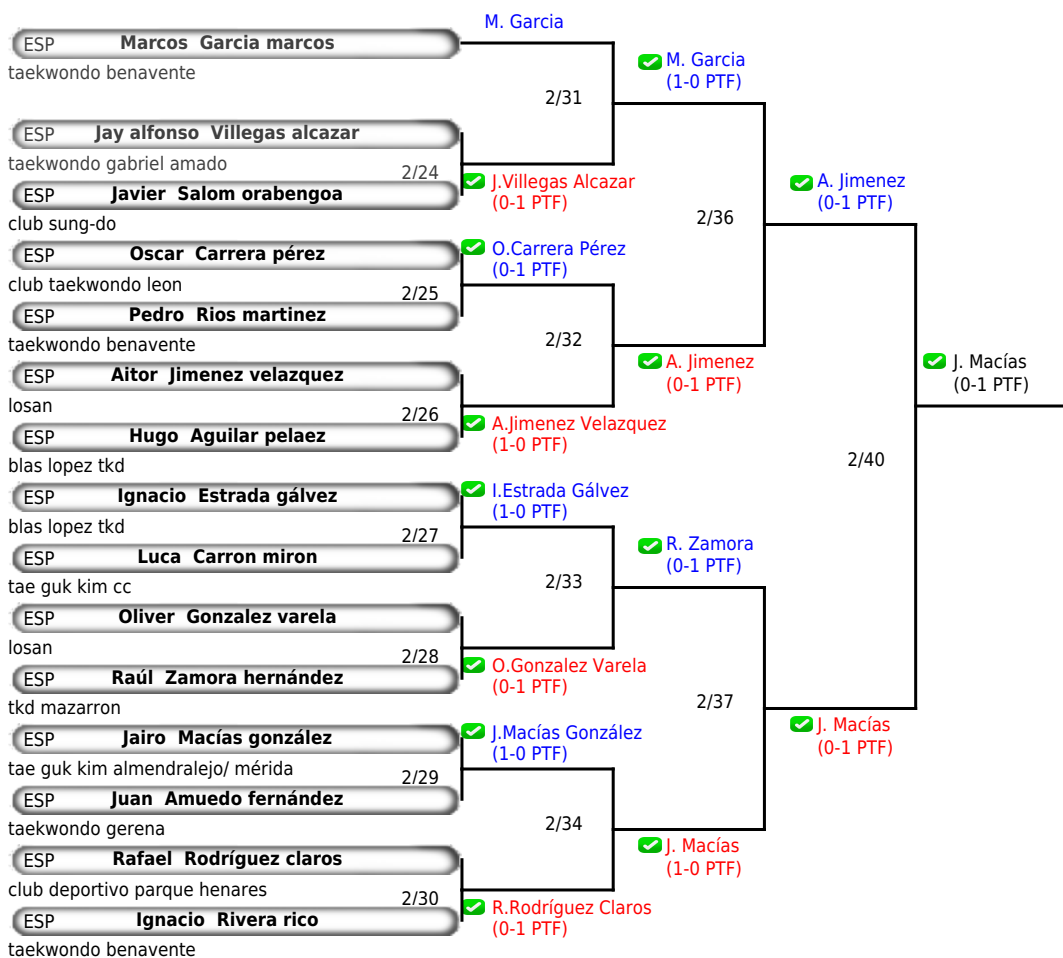 M. Garcia
ESP Marcos Garcia marcos
taekwondo benavente
M. Garcia
(1-0 PTF)
2/31
ESP Jay alfonso Villegas alcazar
taekwondo gabriel amado
2/24
ESP Javier Salom orabengoa
club sung-do
J.Villegas Alcazar
(0-1 PTF)
A. Jimenez
(0-1 PTF)
2/36
ESP Oscar Carrera pérez
club taekwondo leon
O.Carrera Pérez
(0-1 PTF)
2/25
ESP Pedro Rios martinez
taekwondo benavente
2/32
ESP Aitor Jimenez velazquez
losan
A. Jimenez
(0-1 PTF)
J. Macías
(0-1 PTF)
2/26
ESP Hugo Aguilar pelaez
blas lopez tkd
A.Jimenez Velazquez
(1-0 PTF)
2/40
ESP Ignacio Estrada gálvez
blas lopez tkd
I.Estrada Gálvez
(1-0 PTF)
2/27
ESP Luca Carron miron
tae guk kim cc
R. Zamora
(0-1 PTF)
2/33
ESP Oliver Gonzalez varela
losan
2/28
ESP Raúl Zamora hernández
tkd mazarron
O.Gonzalez Varela
(0-1 PTF)
2/37
ESP Jairo Macías gonzález
tae guk kim almendralejo/ mérida
J.Macías González
(1-0 PTF)
J. Macías
(0-1 PTF)
2/29
ESP Juan Amuedo fernández
taekwondo gerena
2/34
ESP Rafael Rodríguez claros
club deportivo parque henares
J. Macías
(1-0 PTF)
2/30
ESP Ignacio Rivera rico
taekwondo benavente
R.Rodríguez Claros
(0-1 PTF)